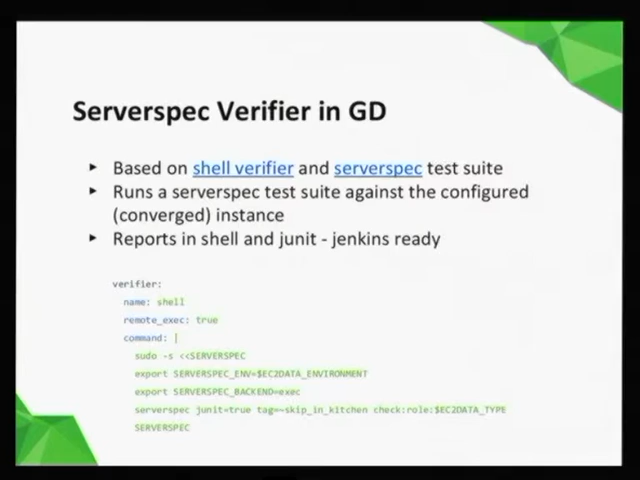 Serverspec Verifier in GD
Based on shell verifier and serverspec test suite
Runs a serverspec test suite against the configured
(converged) instance
Reports in shell and junit - jenkins ready
verifier:
name: shell
remote_exec: true
command: |
sudo -s <<SERVERSPEC
export SERVERSPEC_ENV=$EC2DATA_ENVIRONMENT
export SERVERSPEC_BACKEND=exec
serverspec junit=true tag=~skip_in_kitchen check:role:$EC2DATA_TYPE
SERVERSPEC